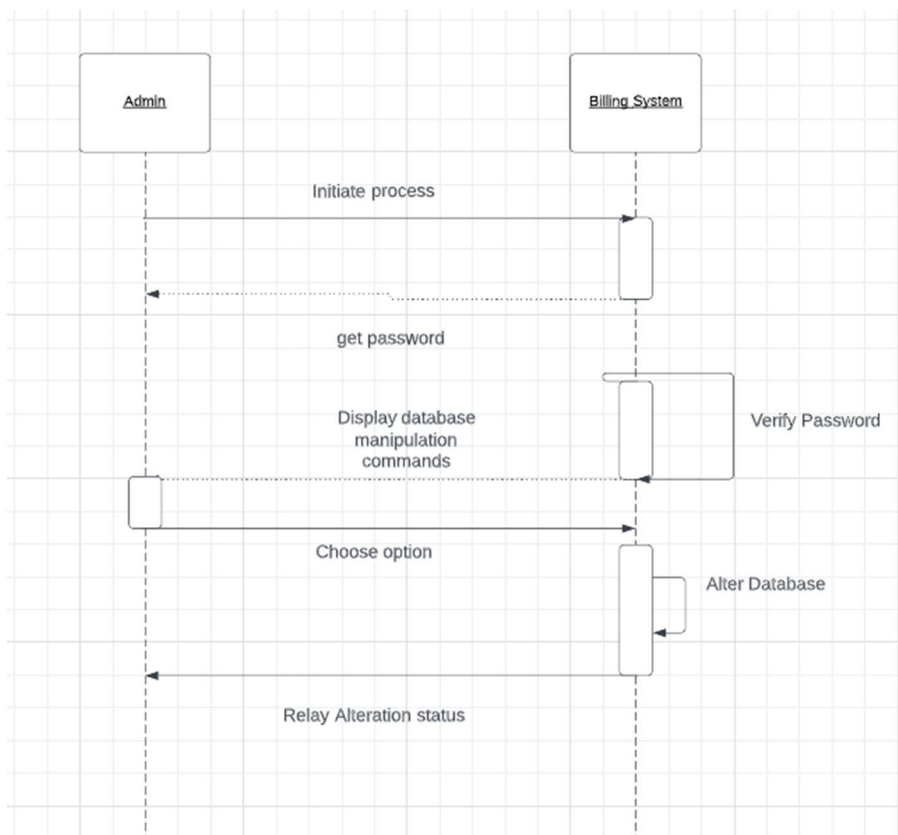 Admin
Billing System
Initiate process
get password
Display database
manipulation
commands
Verify Password
Choose option
Alter Database
Relay Alteration status